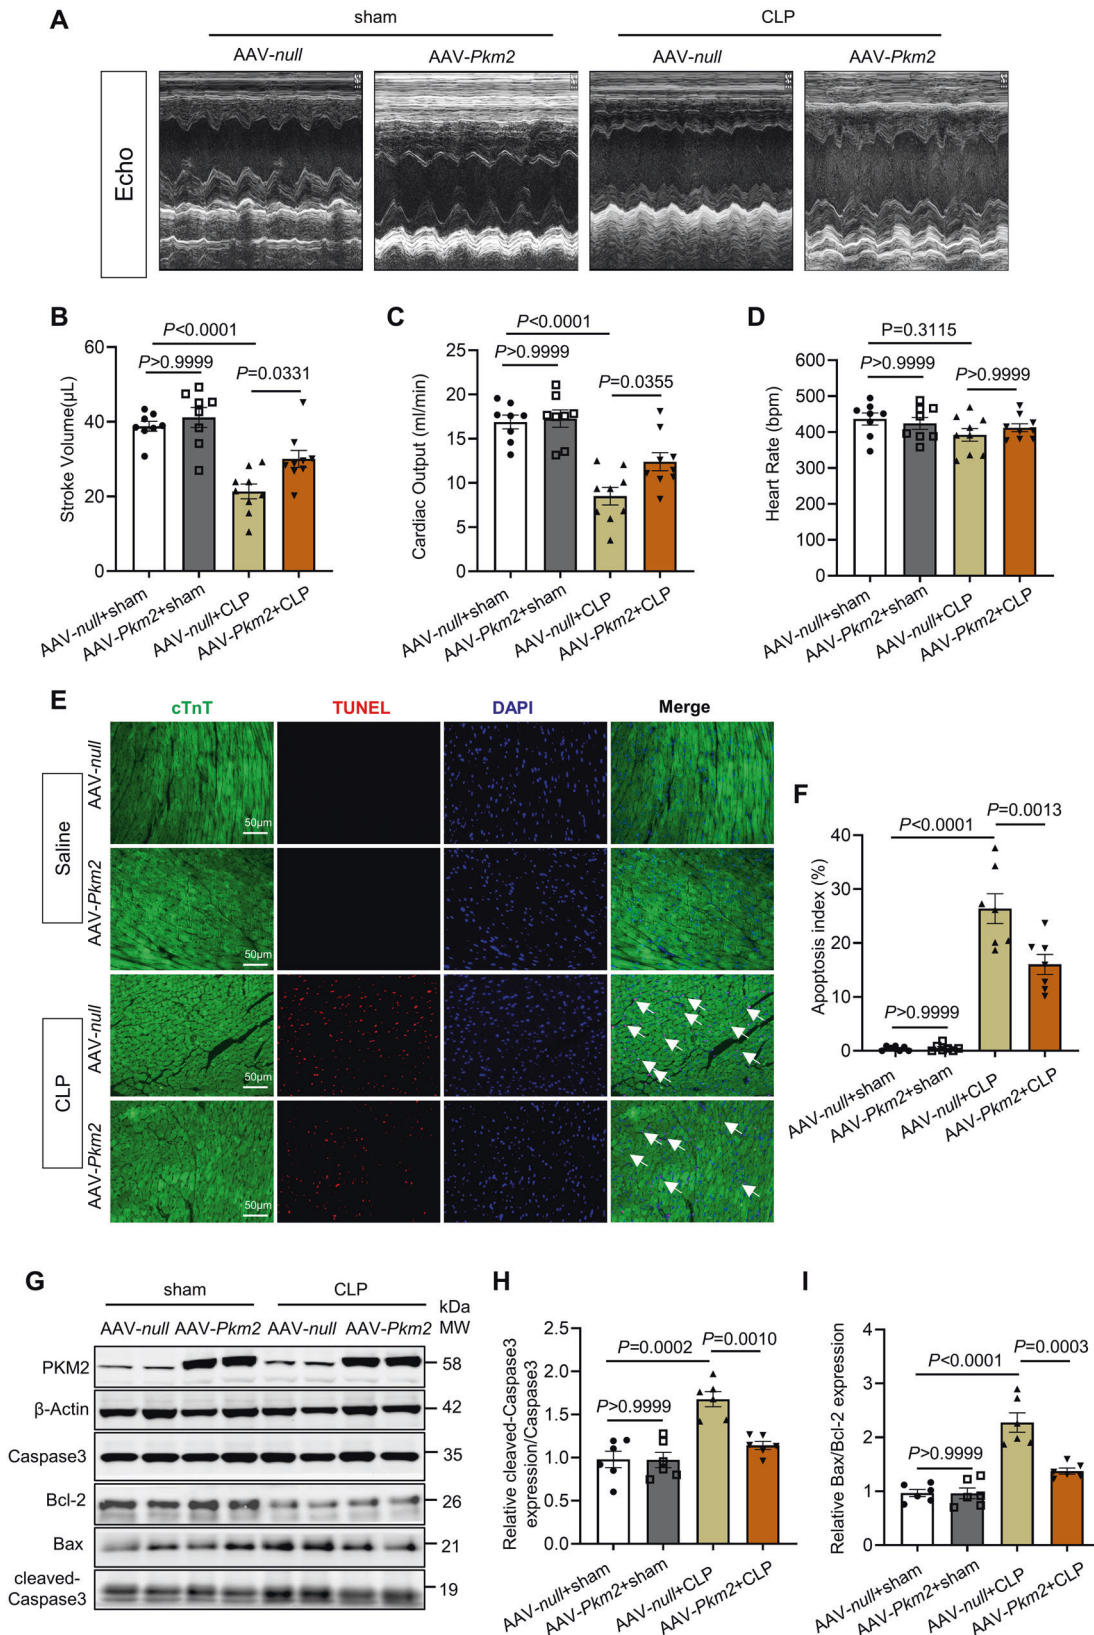 A
sham
CLP
AAV-null
AAV-Pkm2
AAV-null
AAV-Pkm2
Echo
B
P<0.0001
P>0.9999
P=0.0331
Stroke Volume(μL)
60
40
20
0
AAV-null+sham
AAV-Pkm2+sham
AAV-null+CLP
AAV-Pkm2+CLP
C
P<0.0001
P>0.9999
P=0.0355
Cardiac Output (ml/min)
25
20
15
10
5
0
AAV-null+sham
AAV-Pkm2+sham
AAV-null+CLP
AAV-Pkm2+CLP
D
P=0.3115
P>0.9999
P>0.9999
Heart Rate (bpm)
600
500
400
300
200
100
0
AAV-null+sham
AAV-Pkm2+sham
AAV-null+CLP
AAV-Pkm2+CLP
E
cTnT
TUNEL
DAPI
Merge
Saline
AAV-null
50μm
50μm
AAV-Pkm2
50μm
50μm
CLP
AAV-null
50μm
50μm
AAV-Pkm2
50μm
50μm
F
P=0.0013
P<0.0001
P>0.9999
Apoptosis index (%)
40
30
20
10
0
AAV-null+sham
AAV-Pkm2+sham
AAV-null+CLP
AAV-Pkm2+CLP
G
sham
CLP
kDa
AAV-null AAV-Pkm2 AAV-null AAV-Pkm2 MW
PKM2 58
β-Actin 42
Caspase3 35
Bcl-2 26
Bax 21
cleaved-
Caspase3 19
H
P=0.0002
P=0.0010
P>0.9999
Relative cleaved-Caspase3
expression/Caspase3
2.5
2.0
1.5
1.0
0.5
0.0
AAV-null+sham
AAV-Pkm2+sham
AAV-null+CLP
AAV-Pkm2+CLP
I
P<0.0001
P=0.0003
P>0.9999
Relative Bax/Bcl-2 expression
4
3
2
1
0
AAV-null+sham
AAV-Pkm2+sham
AAV-null+CLP
AAV-Pkm2+CLP